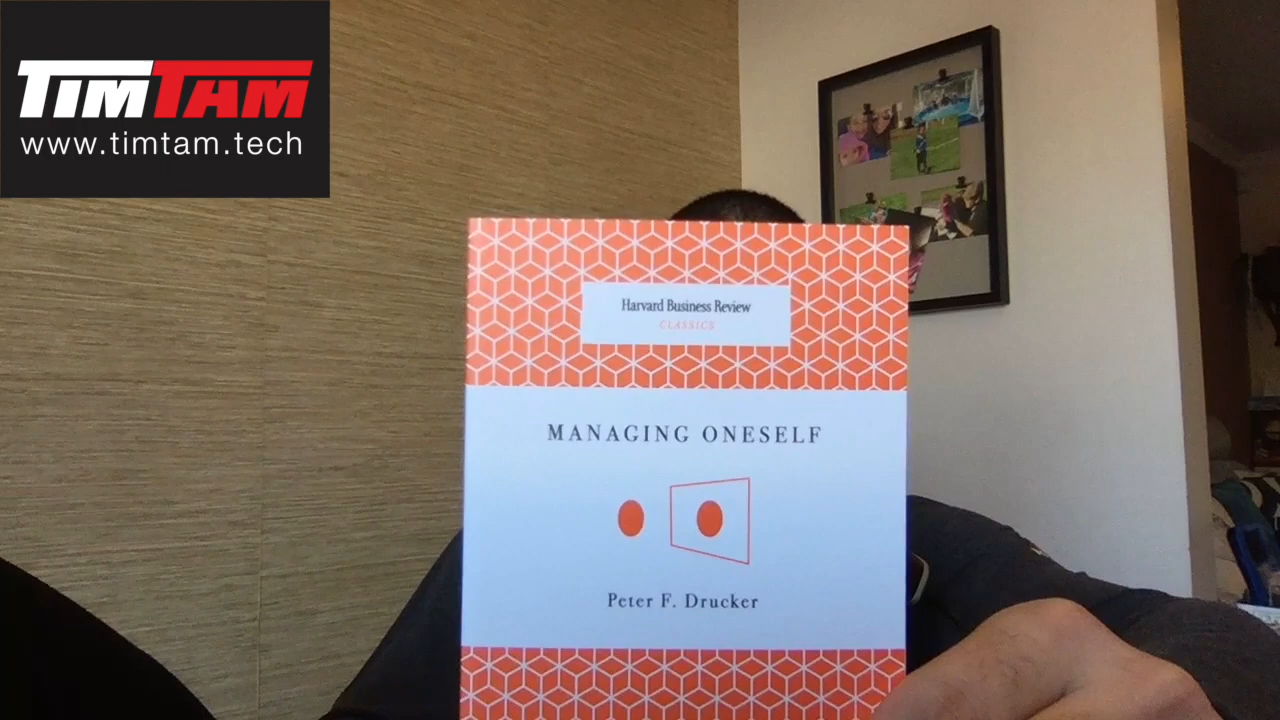 TIMTAM
www.timtam.tech
Harvard Business Review
CLASSICS
MANAGING ONESELF
Peter F. Drucker